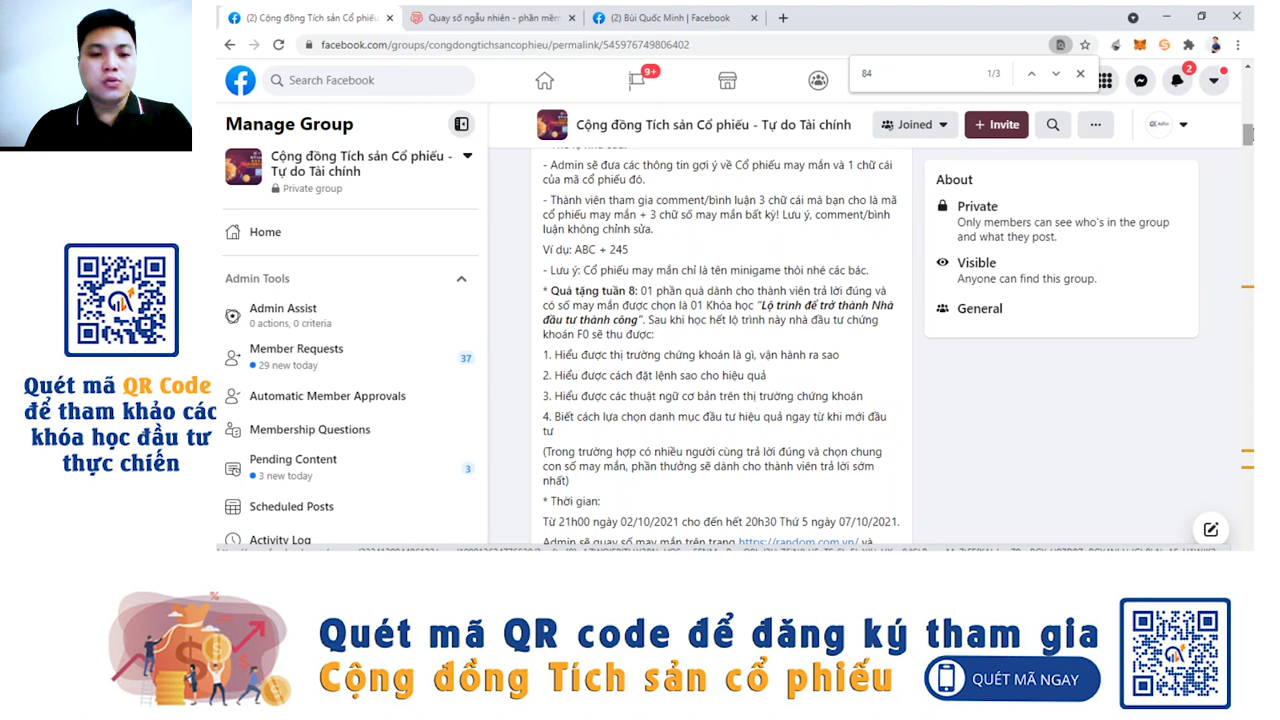 (2) Cộng đồng Tích sản Cổ phiếu
Quay số ngẫu nhiên - phần mềm
(2) Bùi Quốc Minh | Facebook
facebook.com/groups/congdongtichsancophieu/permalink/545976749806402
84
1/3
Search Facebook
9+
2
Manage Group
Cộng đồng Tích sản Cổ phiếu -
Tự do Tài chính
Private group
Home
Admin Tools
Admin Assist
0 actions, 0 criteria
Member Requests
29 new today
37
Automatic Member Approvals
Membership Questions
Pending Content
3 new today
3
Scheduled Posts
Activity Log
Cộng đồng Tích sản Cổ phiếu - Tự do Tài chính
Joined
+ Invite
- Admin sẽ đưa các thông tin gợi ý về Cổ phiếu may mắn và 1 chữ cái
của mã cổ phiếu đó.
- Thành viên tham gia comment/bình luận 3 chữ cái mà bạn cho là mã
cổ phiếu may mắn + 3 chữ số may mắn bất kỳ! Lưu ý, comment/bình
luận không chỉnh sửa.
Ví dụ: ABC + 245
- Lưu ý: Cổ phiếu may mắn chỉ là tên minigame thôi nhé các bác.
* Quà tặng tuần 8: 01 phần quà dành cho thành viên trả lời đúng và
có số may mắn được chọn là 01 Khóa học "Lộ trình để trở thành Nhà
đầu tư thành công". Sau khi học hết lộ trình này nhà đầu tư chứng
khoán F0 sẽ thu được:
1. Hiểu được thị trường chứng khoán là gì, vận hành ra sao
2. Hiểu được cách đặt lệnh sao cho hiệu quả
3. Hiểu được các thuật ngữ cơ bản trên thị trường chứng khoán
4. Biết cách lựa chọn danh mục đầu tư hiệu quả ngay từ khi mới đầu
tư
(Trong trường hợp có nhiều người cùng trả lời đúng và chọn chung
con số may mắn, phần thưởng sẽ dành cho thành viên trả lời sớm
nhất)
* Thời gian:
Từ 21h00 ngày 02/10/2021 cho đến hết 20h30 Thứ 5 ngày 07/10/2021.
Admin sẽ quay số may mắn trên trang https://random.com.vn/ và
About
Private
Only members can see who's in the group
and what they post.
Visible
Anyone can find this group.
General
Quét mã QR Code
để tham khảo các
khóa học đầu tư
thực chiến
Quét mã QR code để đăng ký tham gia
Cộng đồng Tích sản cổ phiếu
QUÉT MÃ NGAY